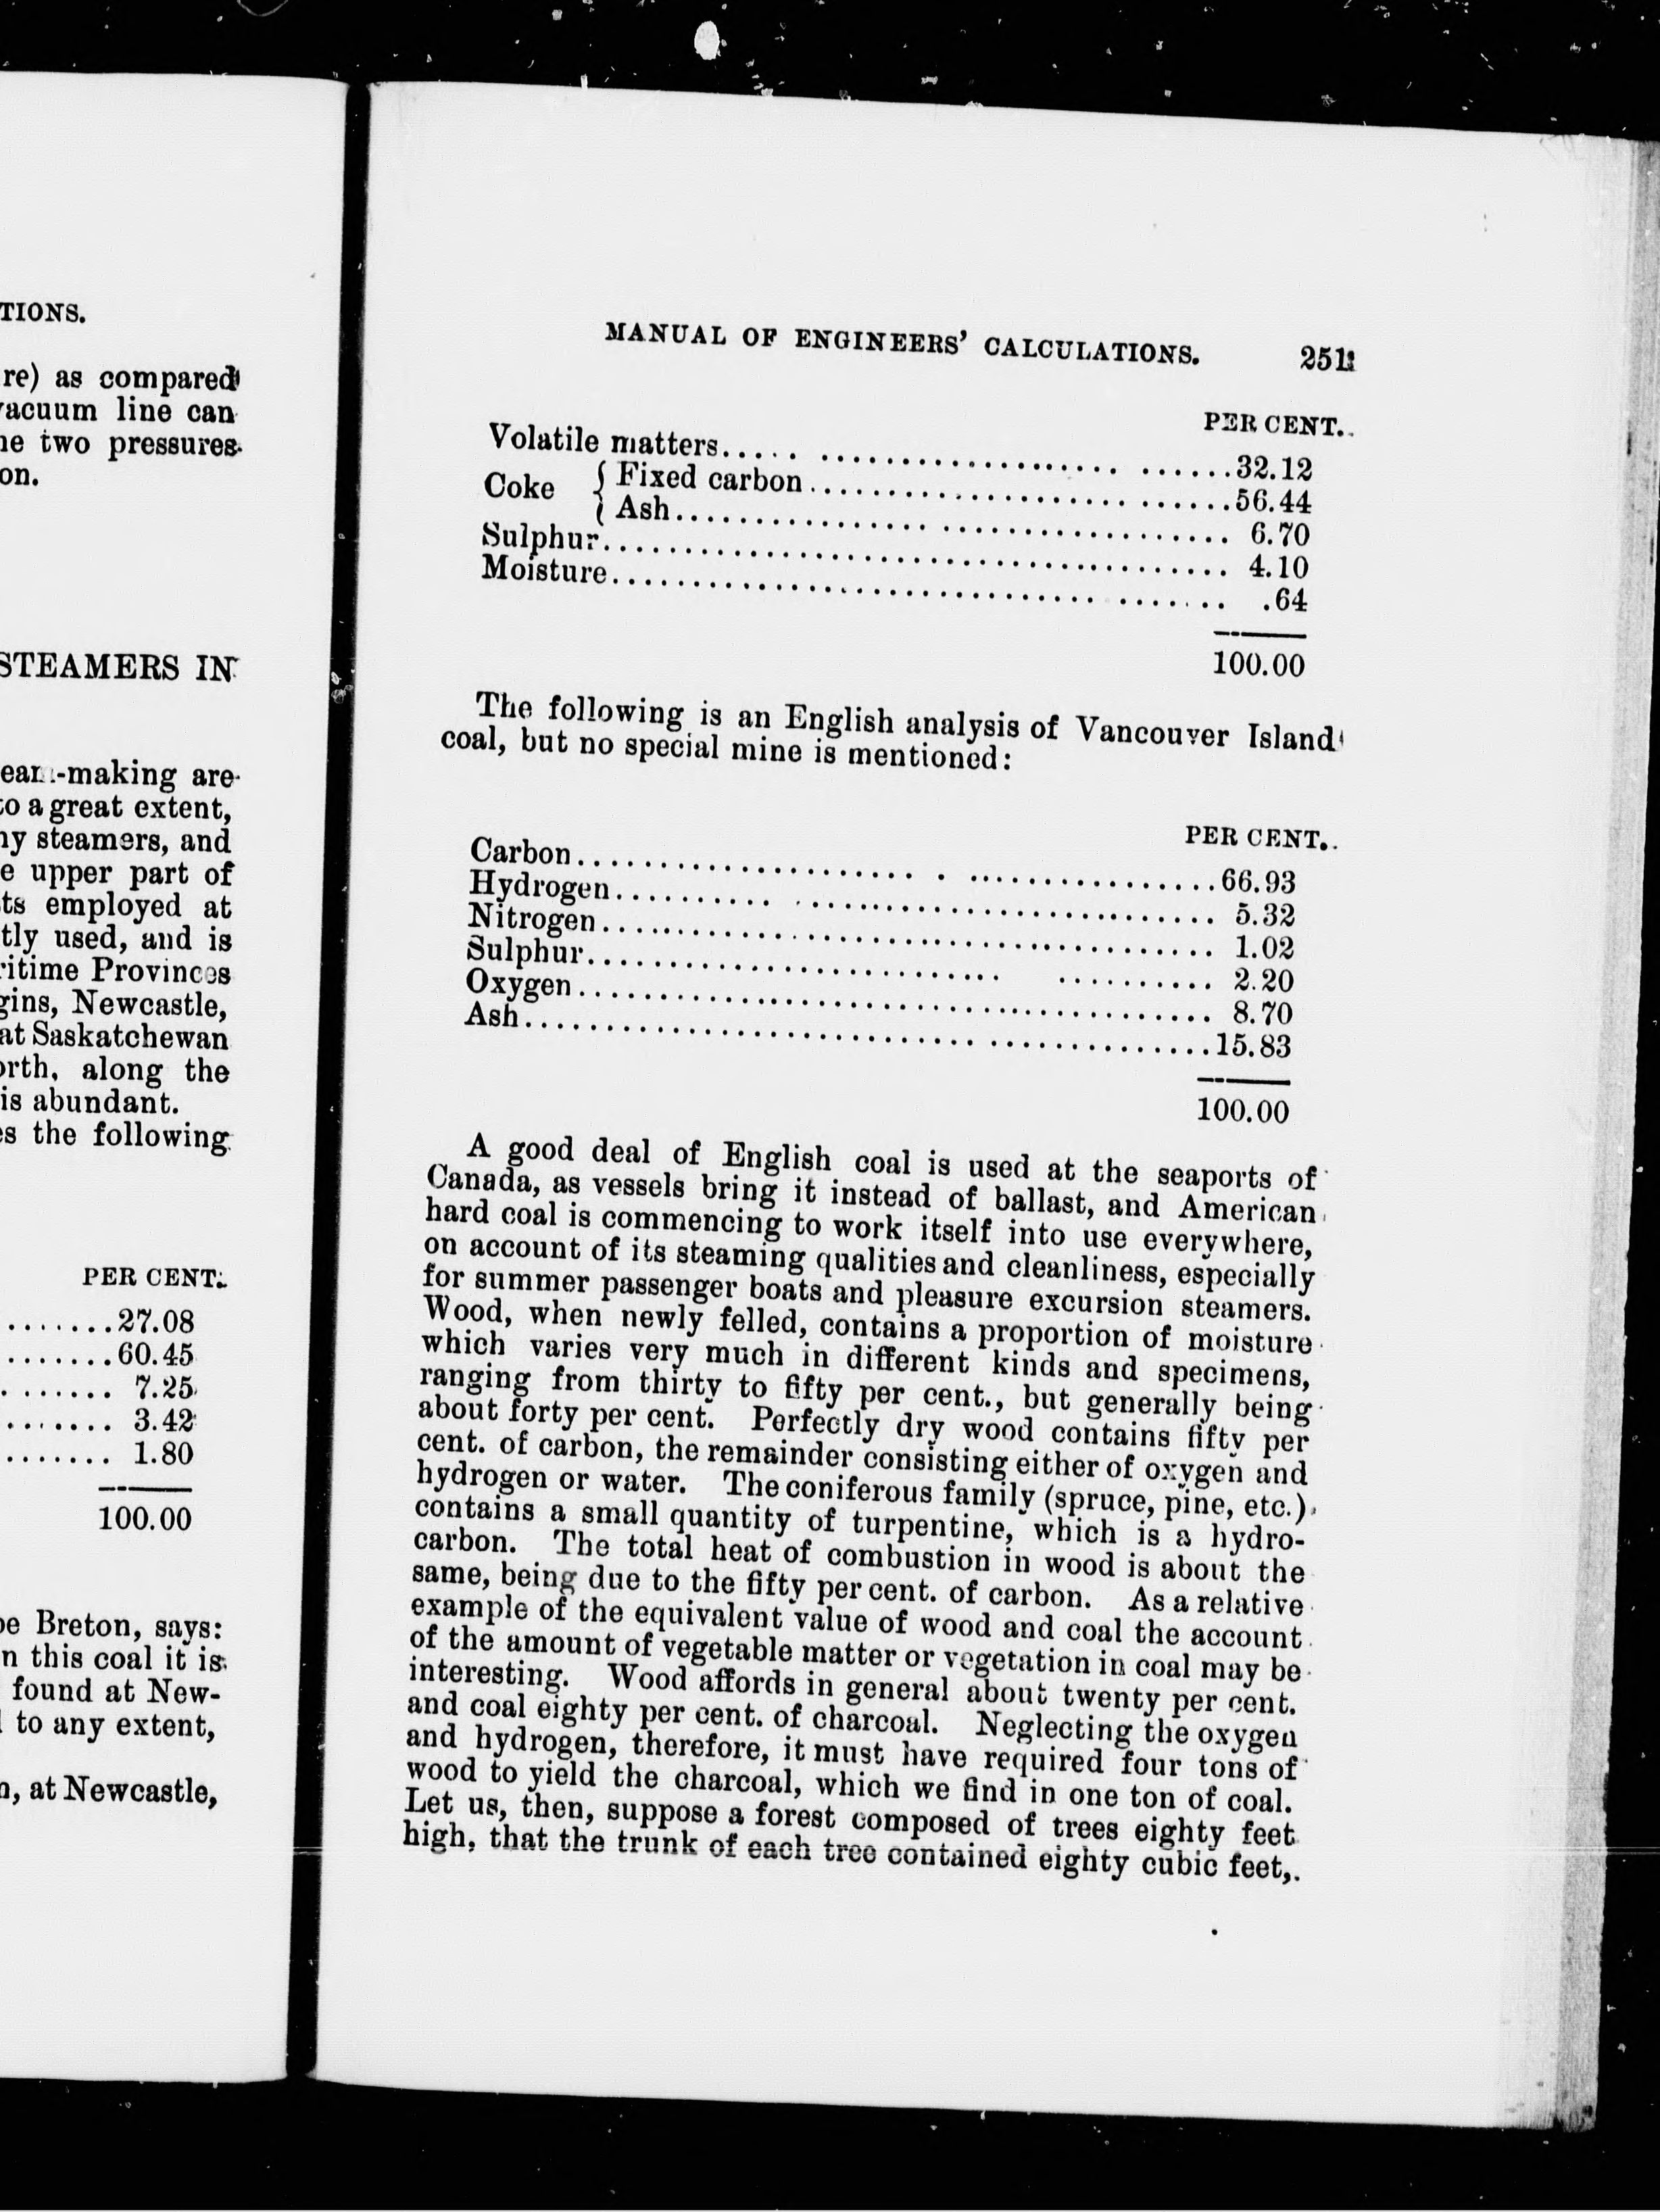 TIONS.
re) as compared
vacuum line can
he two pressures
on.
STEAMERS IN
-making are
to a great extent,
ny steamers, and
e upper part of
ts employed at
tly used, and is
ritime Provinces
gins, Newcastle,
at Saskatchewan
orth, along the
is abundant.
es the following
PER CENT.
.......27.08
.......60.45
....... 7.25
....... 3.42
....... 1.80
100.00
pe Breton, says:
n this coal it is
found at New-
to any extent,
n, at Newcastle,
MANUAL OF ENGINEERS' CALCULATIONS. 251
PER CENT.
Volatile matters..........32.12
Coke { Fixed carbon..........56.44
{ Ash.......... 6.70
Sulphur.......... 4.10
Moisture.......... .64
100.00
The following is an English analysis of Vancouver Island
coal, but no special mine is mentioned:
PER CENT.
Carbon..........66.93
Hydrogen.......... 5.32
Nitrogen.......... 1.02
Sulphur.......... 2.20
Oxygen.......... 8.70
Ash..........15.83
100.00
A good deal of English coal is used at the seaports of
Canada, as vessels bring it instead of ballast, and American
hard coal is commencing to work itself into use everywhere,
on account of its steaming qualities and cleanliness, especially
for summer passenger boats and pleasure excursion steamers.
Wood, when newly felled, contains a proportion of moisture
which varies very much in different kinds and specimens,
ranging from thirty to fifty per cent., but generally being
about forty per cent. Perfectly dry wood contains fifty per
cent. of carbon, the remainder consisting either of oxygen and
hydrogen or water. The coniferous family (spruce, pine, etc.)
contains a small quantity of turpentine, which is a hydro-
carbon. The total heat of combustion in wood is about the
same, being due to the fifty per cent. of carbon. As a relative
example of the equivalent value of wood and coal the account
of the amount of vegetable matter or vegetation in coal may be
interesting. Wood affords in general about twenty per cent.
and coal eighty per cent. of charcoal. Neglecting the oxygen
and hydrogen, therefore, it must have required four tons of
wood to yield the charcoal, which we find in one ton of coal.
Let us, then, suppose a forest composed of trees eighty feet
high, that the trunk of each tree contained eighty cubic feet,